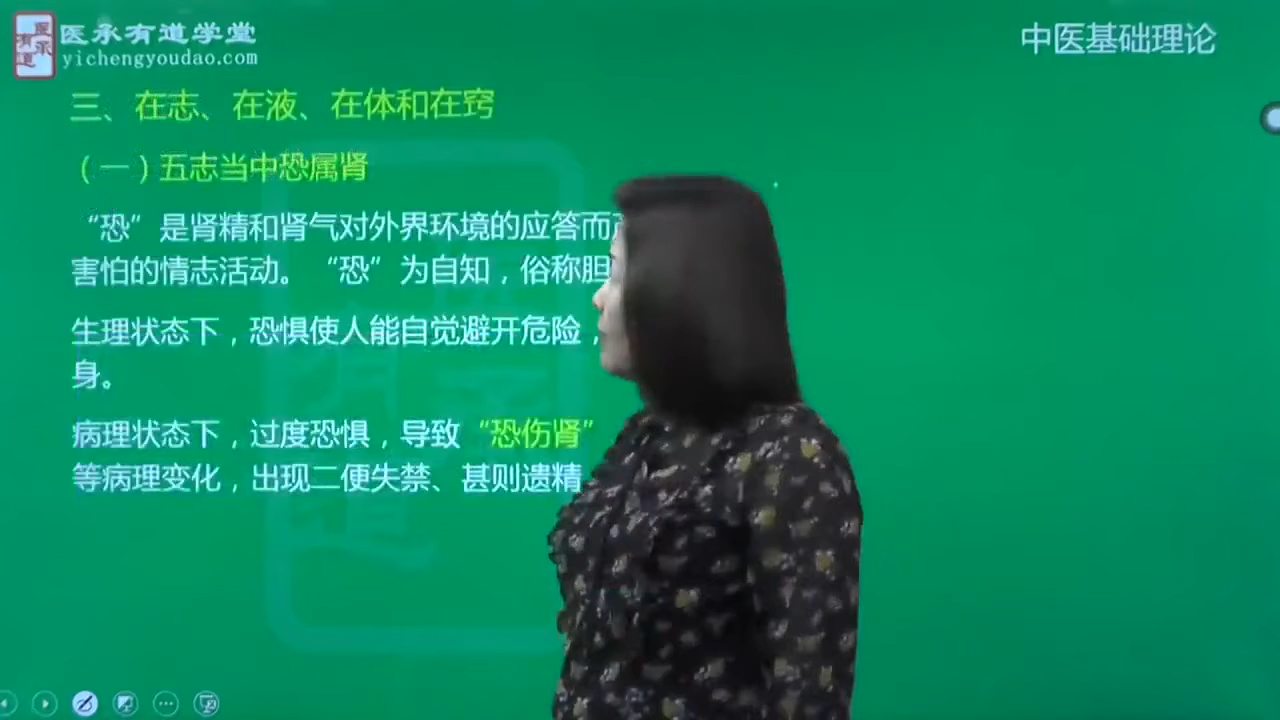 医承有道学堂
yichengyoudao.com
中医基础理论
三、在志、在液、在体和在窍
（一）五志当中恐属肾
“恐”是肾精和肾气对外界环境的应答而
害怕的情志活动。“恐”为自知，俗称胆
生理状态下，恐惧使人能自觉避开危险，
身。
病理状态下，过度恐惧，导致“恐伤肾”
等病理变化，出现二便失禁、甚则遗精